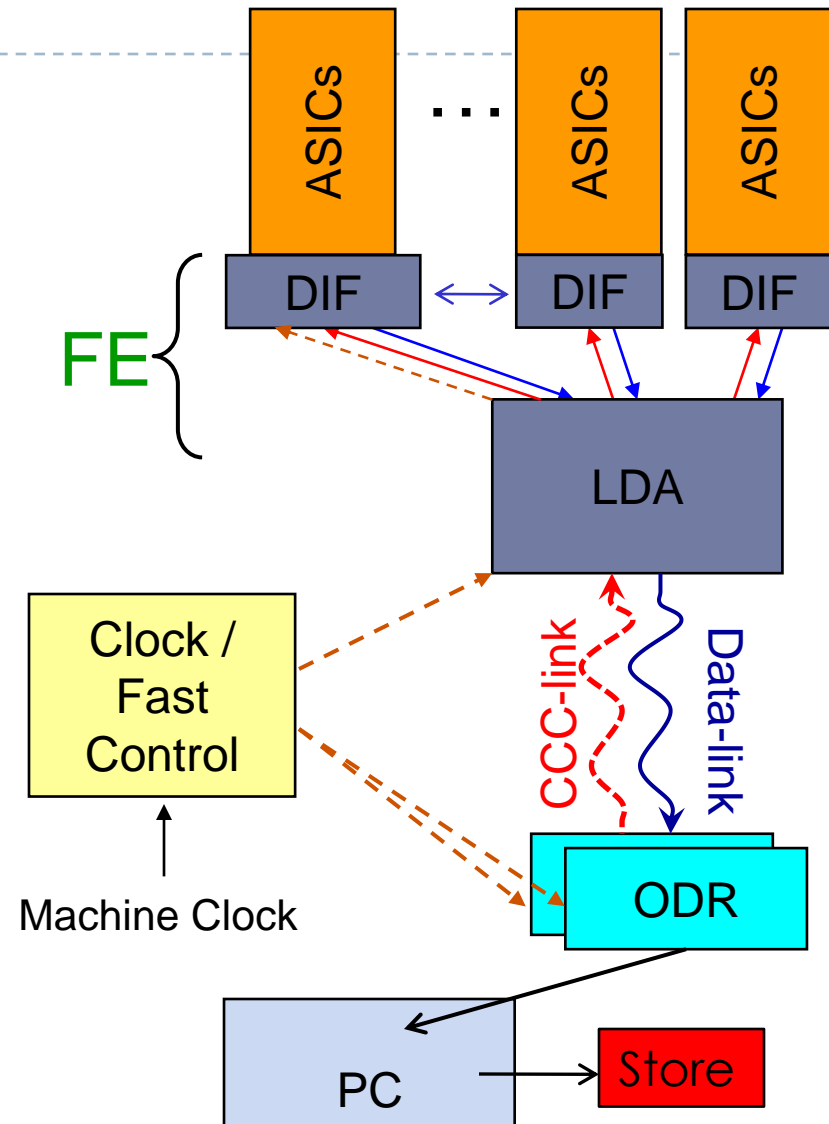 ASICs
...
ASICs
ASICs
DIF
DIF
DIF
FE
LDA
Clock /
Fast
Control
CCC-link
Data-link
Machine Clock
ODR
PC
Store